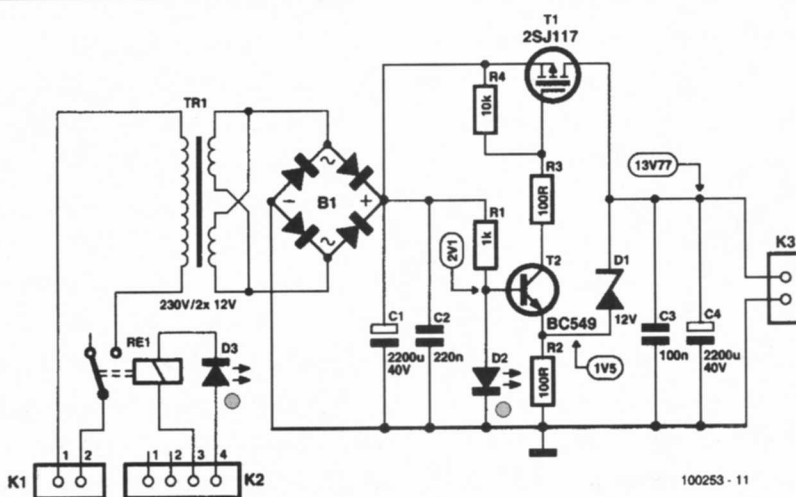 T1
2SJ117
TR1
R4
10k
R3
100R
13V77
~
– B1 +
~
R1
1k
2V1
T2
BC549
D1
12V
K3
230V/2x 12V
C1
2200u
40V
C2
220n
D2
R2
100R
1V5
C3
100n
C4
2200u
40V
RE1
D3
K1
1 2
1 2 3 4
K2
100253 - 11